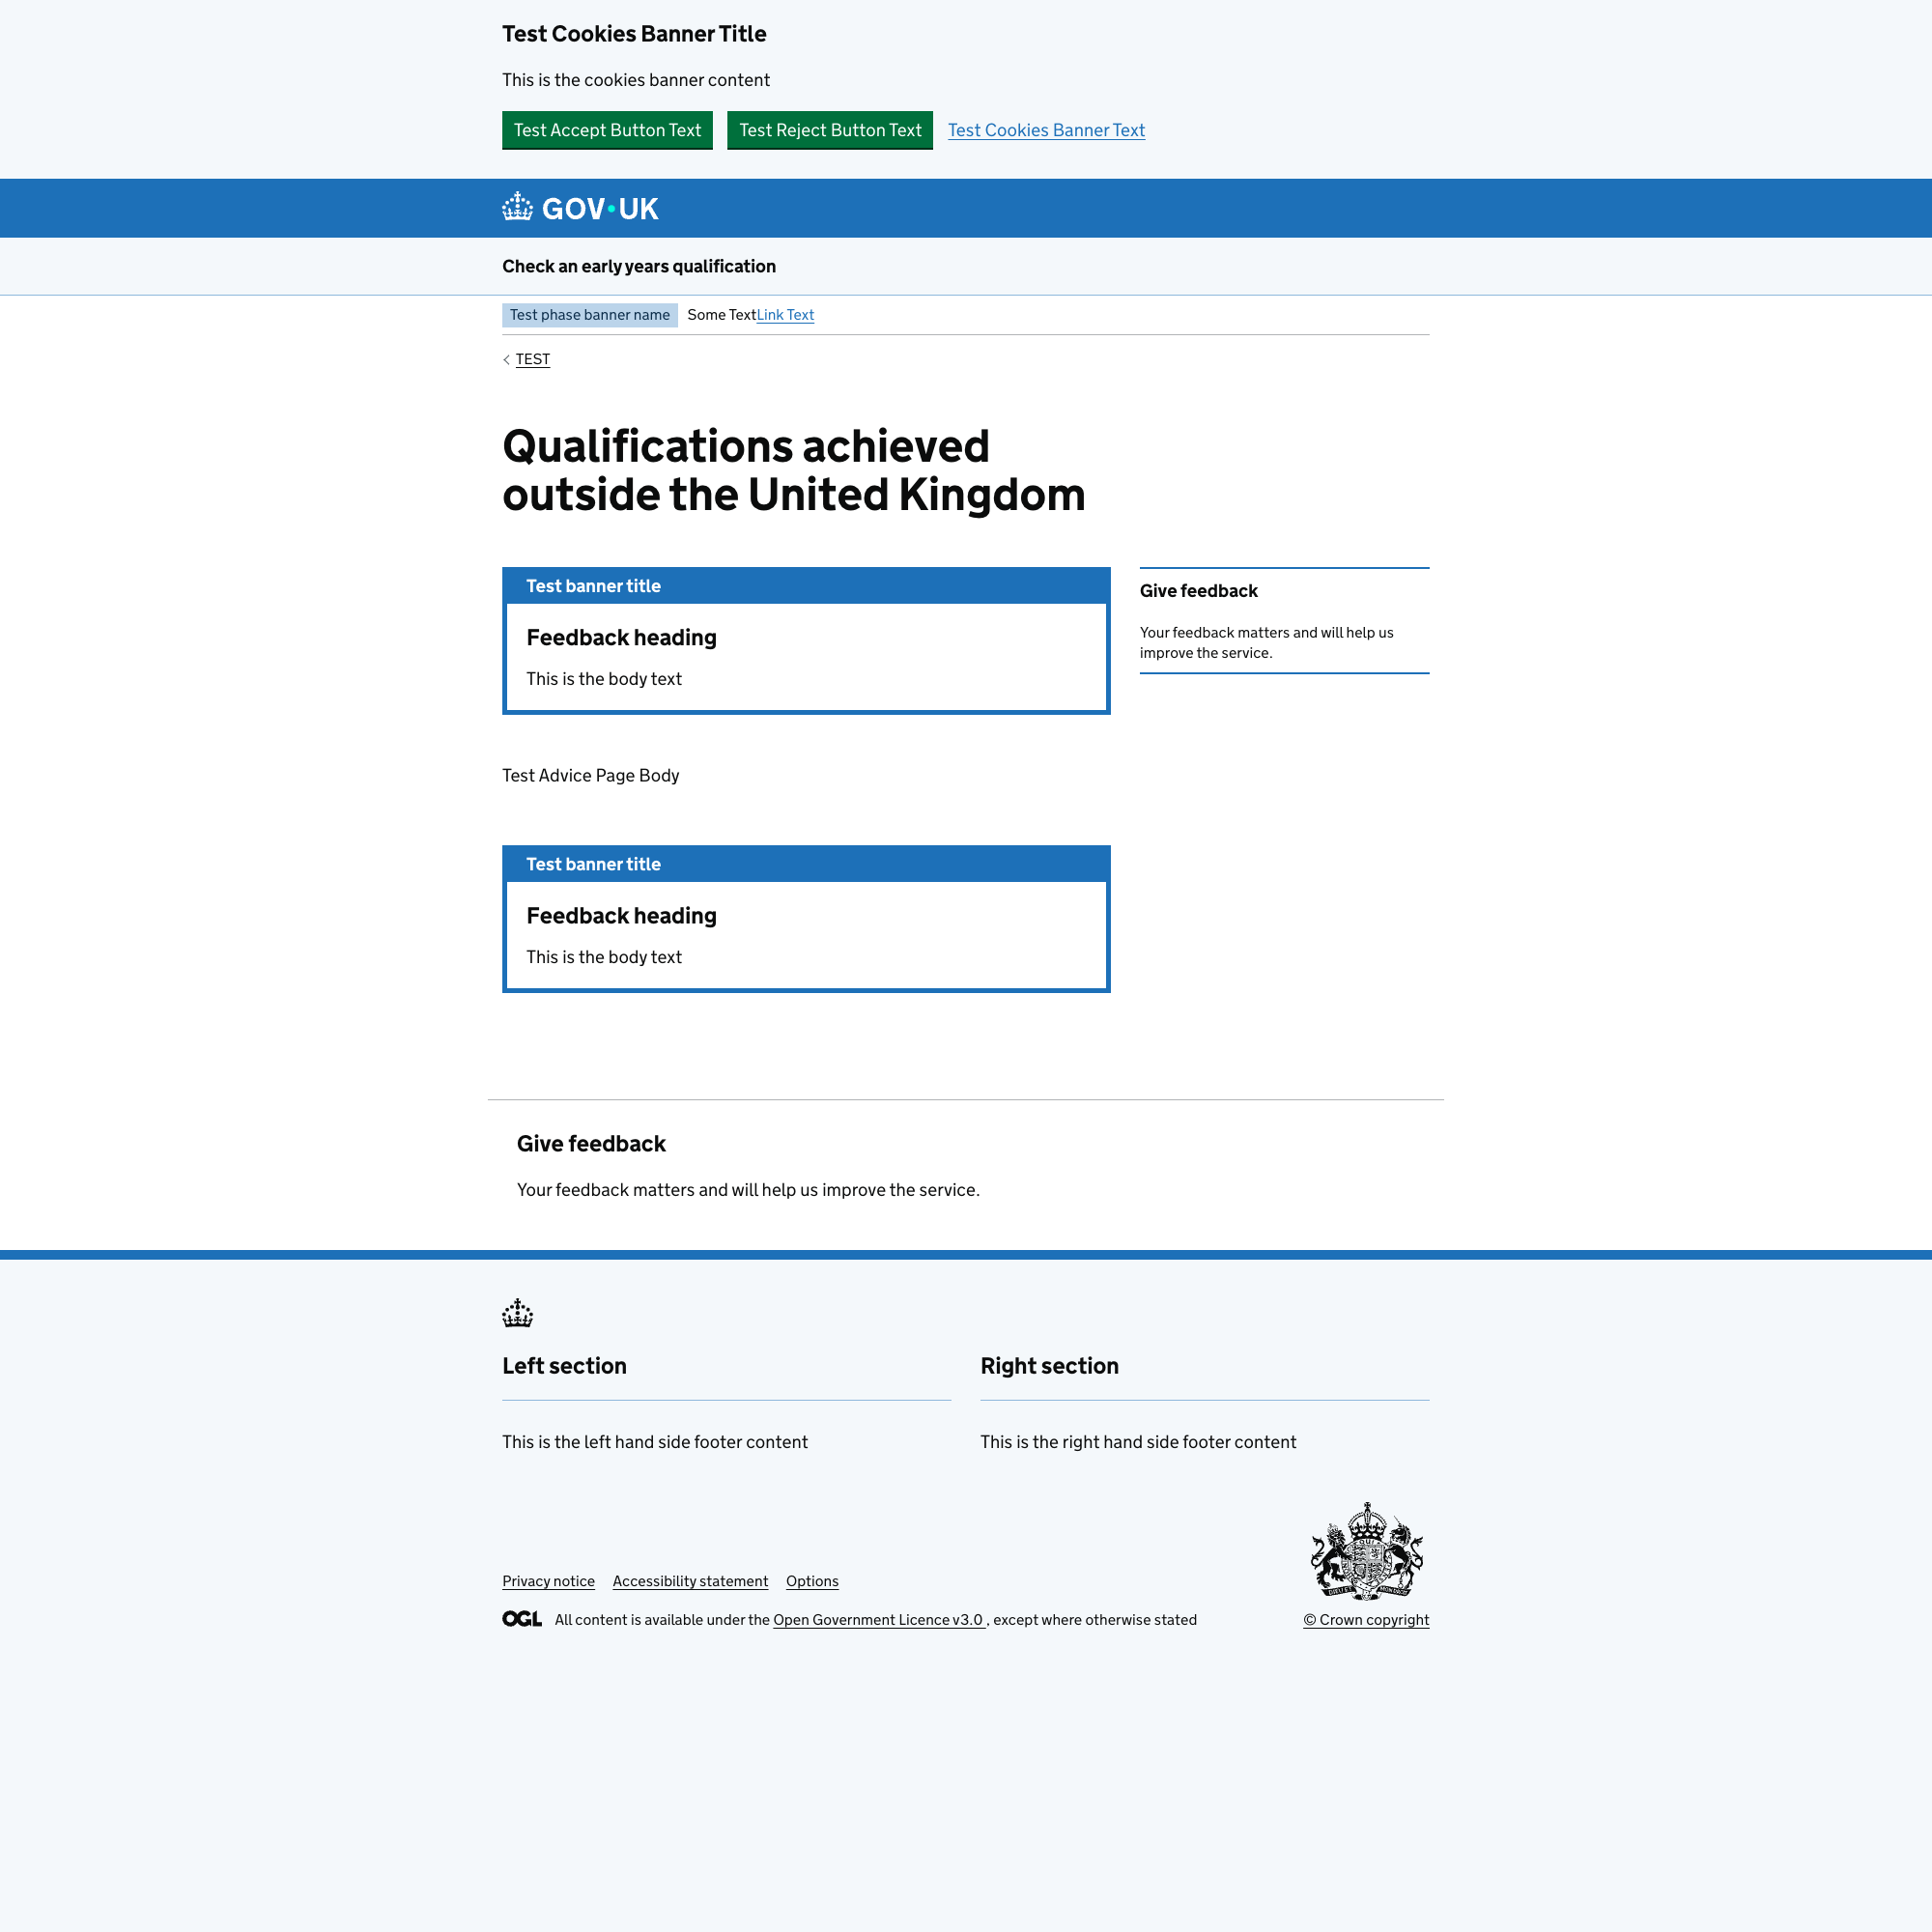 Test Cookies Banner Title
This is the cookies banner content
Test Accept Button Text
Test Reject Button Text
Test Cookies Banner Text
GOV·UK
Check an early years qualification
Test phase banner name
Some TextLink Text
TEST
Qualifications achieved
outside the United Kingdom
Test banner title
Feedback heading
This is the body text
Give feedback
Your feedback matters and will help us
improve the service.
Test Advice Page Body
Test banner title
Feedback heading
This is the body text
Give feedback
Your feedback matters and will help us improve the service.
Left section
This is the left hand side footer content
Right section
This is the right hand side footer content
Privacy notice
Accessibility statement
Options
OGL
All content is available under the Open Government Licence v3.0 , except where otherwise stated
© Crown copyright